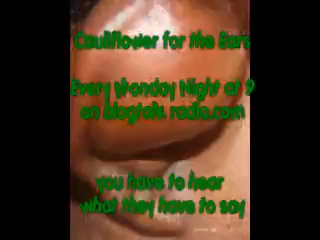 Cauliflower for the Ears
Every Monday Night at 9
on blogtalk radio.com
you have to hear
what they have to say